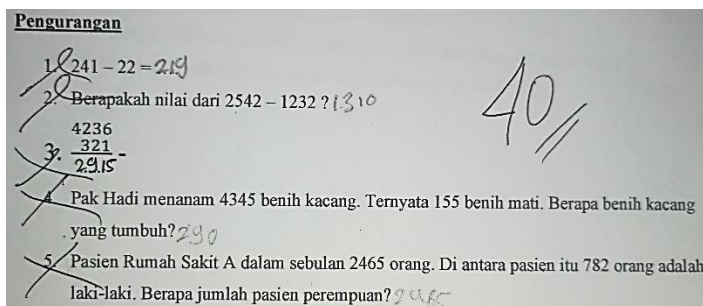 Pengurangan
1. 241 – 22 = 219
2. Berapakah nilai dari 2542 – 1232 ? 1310
40
4236
3. 321 -
2915
4. Pak Hadi menanam 4345 benih kacang. Ternyata 155 benih mati. Berapa benih kacang
yang tumbuh? 290
5. Pasien Rumah Sakit A dalam sebulan 2465 orang. Di antara pasien itu 782 orang adalah
laki-laki. Berapa jumlah pasien perempuan?